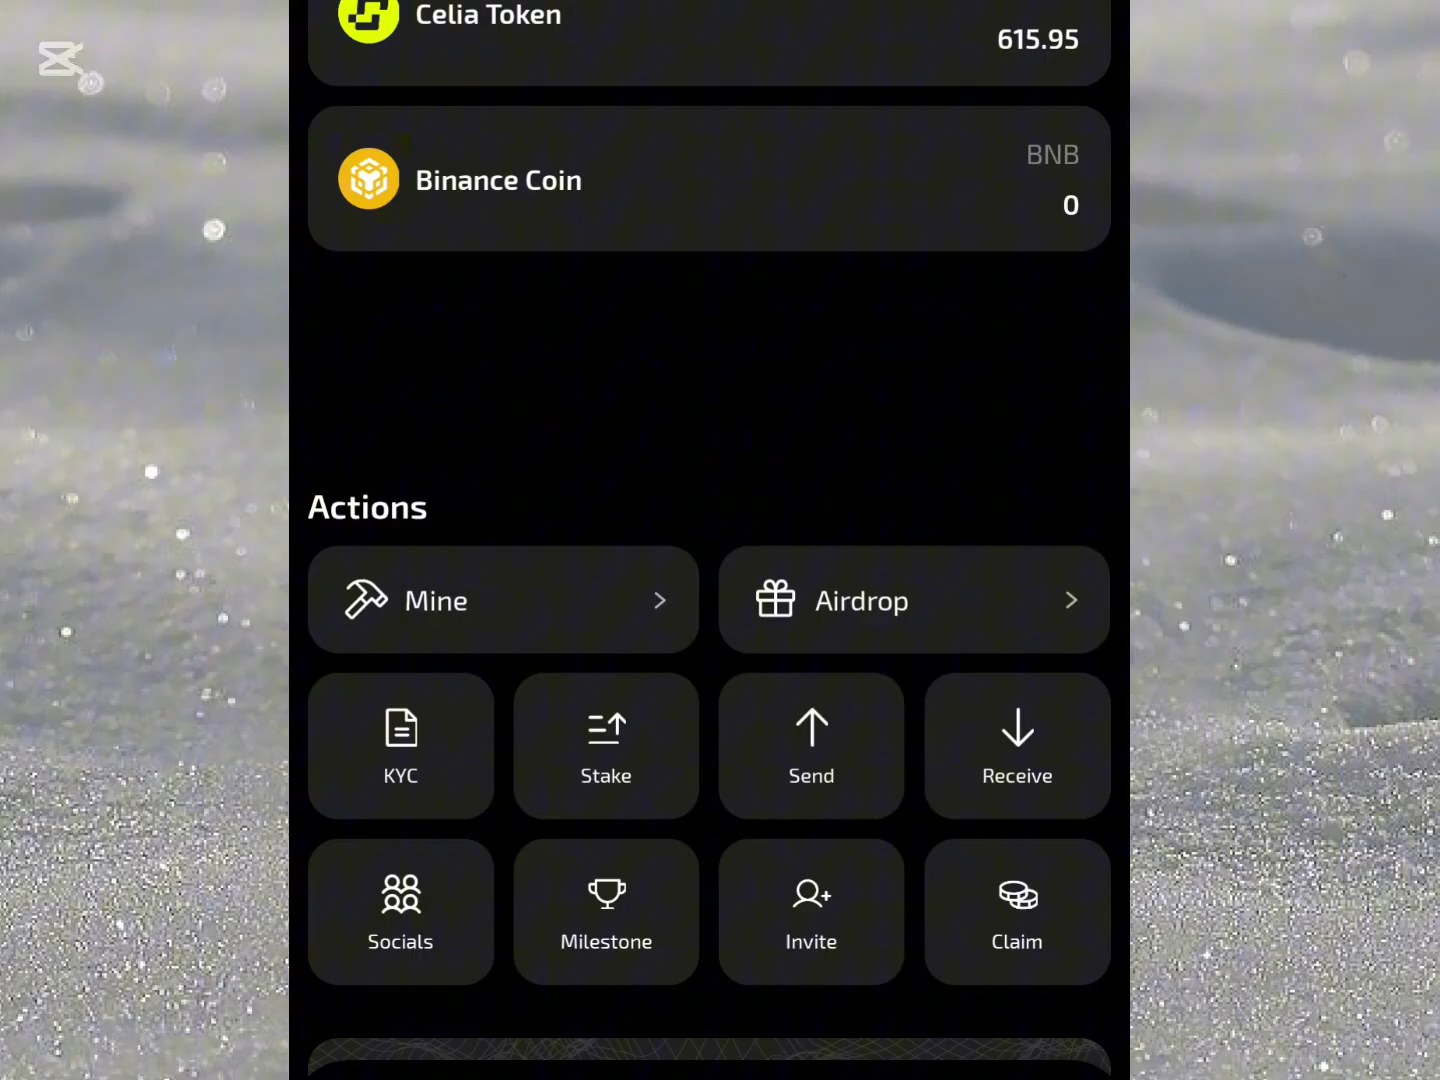 Celia Token
615.95
BNB
Binance Coin
0
Actions
Mine
Airdrop
KYC
Stake
Send
Receive
Socials
Milestone
Invite
Claim